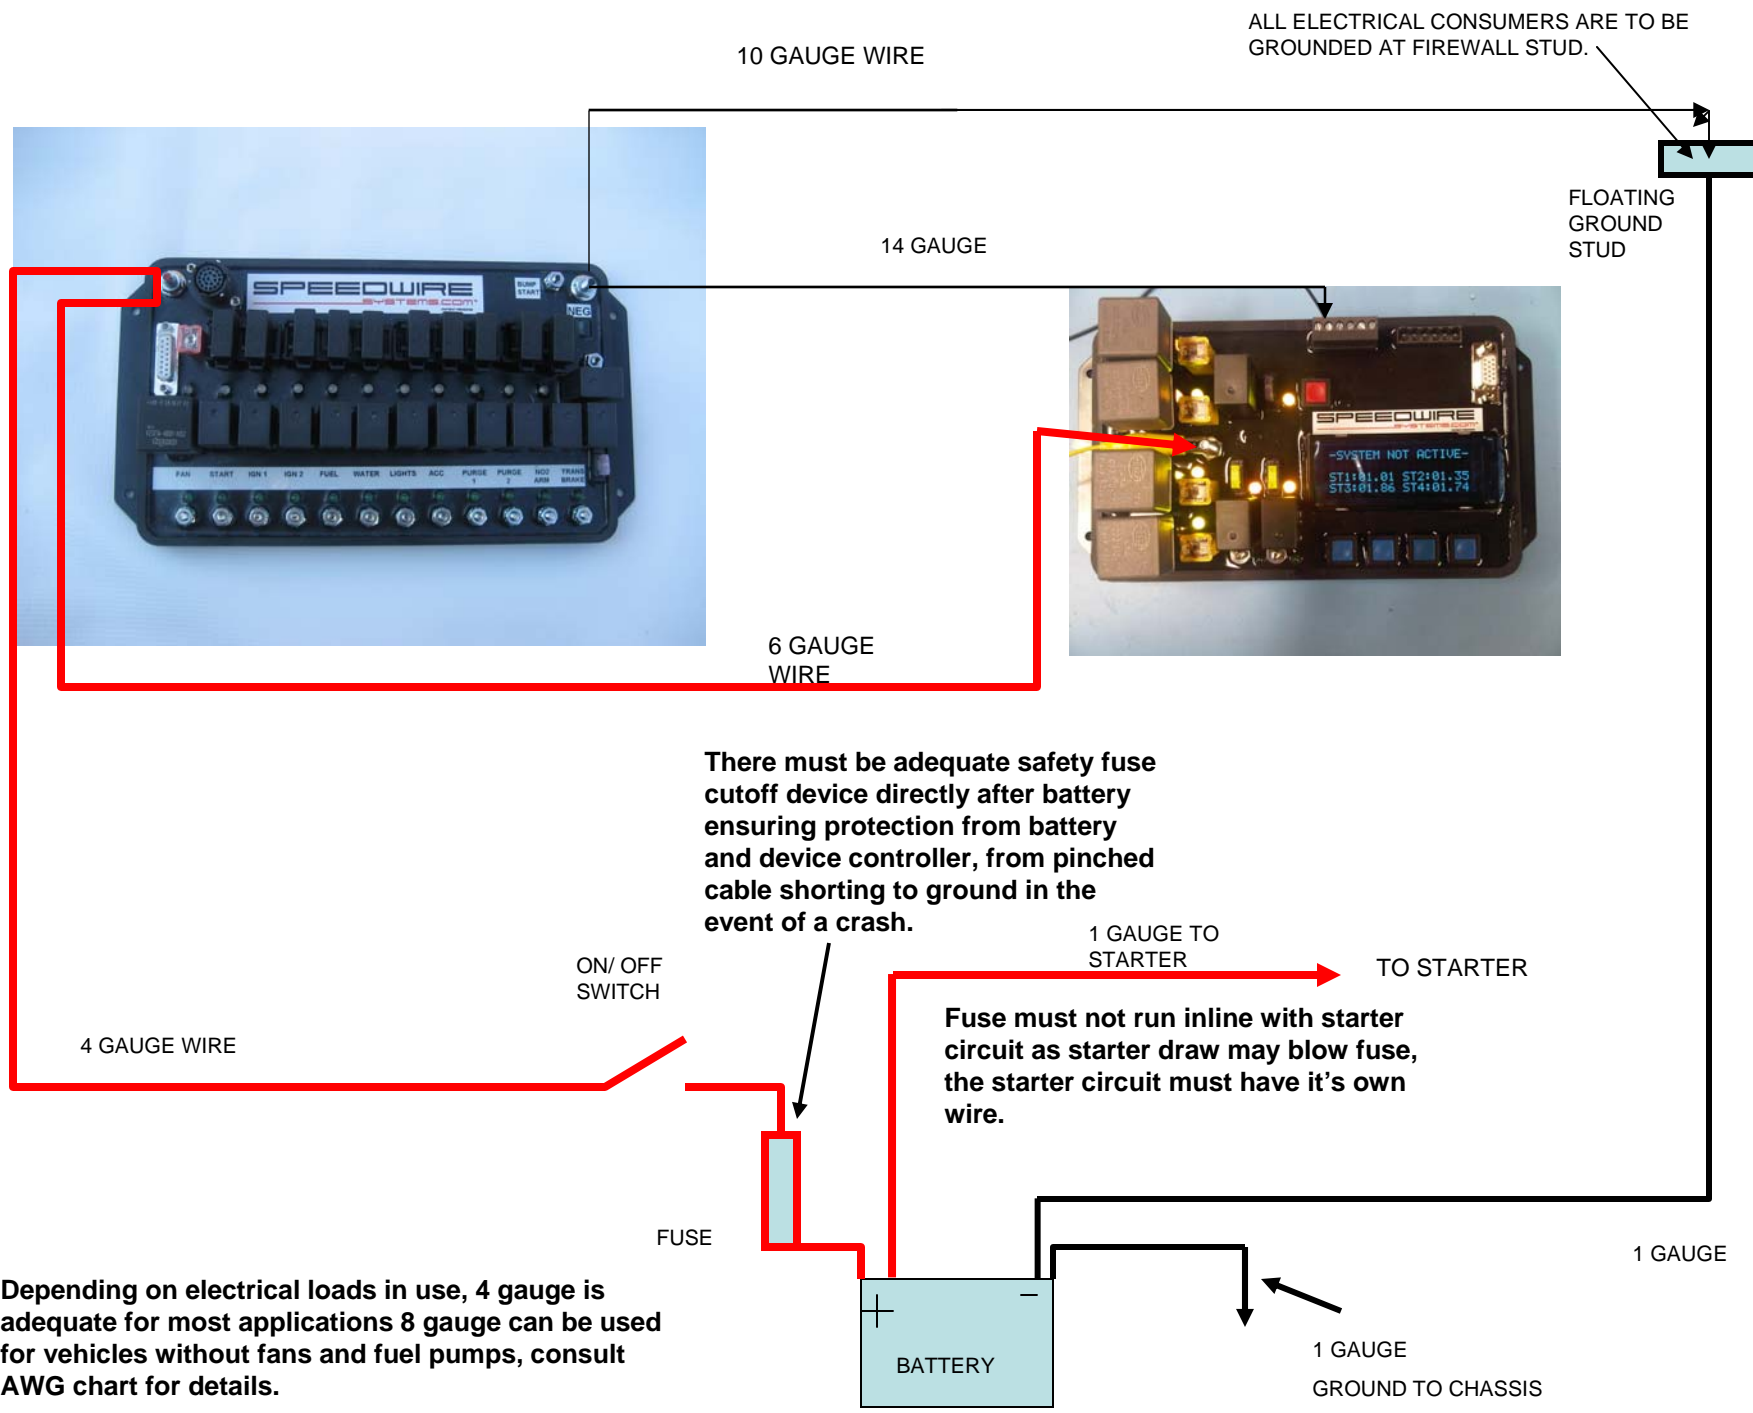 ALL ELECTRICAL CONSUMERS ARE TO BE
GROUNDED AT FIREWALL STUD.
10 GAUGE WIRE
FLOATING
GROUND
STUD
14 GAUGE
SPEEDWIRE
SYSTEMS.COM
BUMP
START
NEG
FAN START IGN 1 IGN 2 FUEL WATER LIGHTS ACC PURGE 1 PURGE 2 NO2 ARM TRANS BRAKE
SPEEDWIRE
SYSTEMS.COM
-SYSTEM NOT ACTIVE-
ST1:01.01 ST2:01.35
ST3:01.86 ST4:01.74
6 GAUGE
WIRE
There must be adequate safety fuse
cutoff device directly after battery
ensuring protection from battery
and device controller, from pinched
cable shorting to ground in the
event of a crash.
1 GAUGE TO
STARTER
TO STARTER
ON/ OFF
SWITCH
Fuse must not run inline with starter
circuit as starter draw may blow fuse,
the starter circuit must have it's own
wire.
4 GAUGE WIRE
FUSE
1 GAUGE
Depending on electrical loads in use, 4 gauge is
adequate for most applications 8 gauge can be used
for vehicles without fans and fuel pumps, consult
AWG chart for details.
+
−
BATTERY
1 GAUGE
GROUND TO CHASSIS